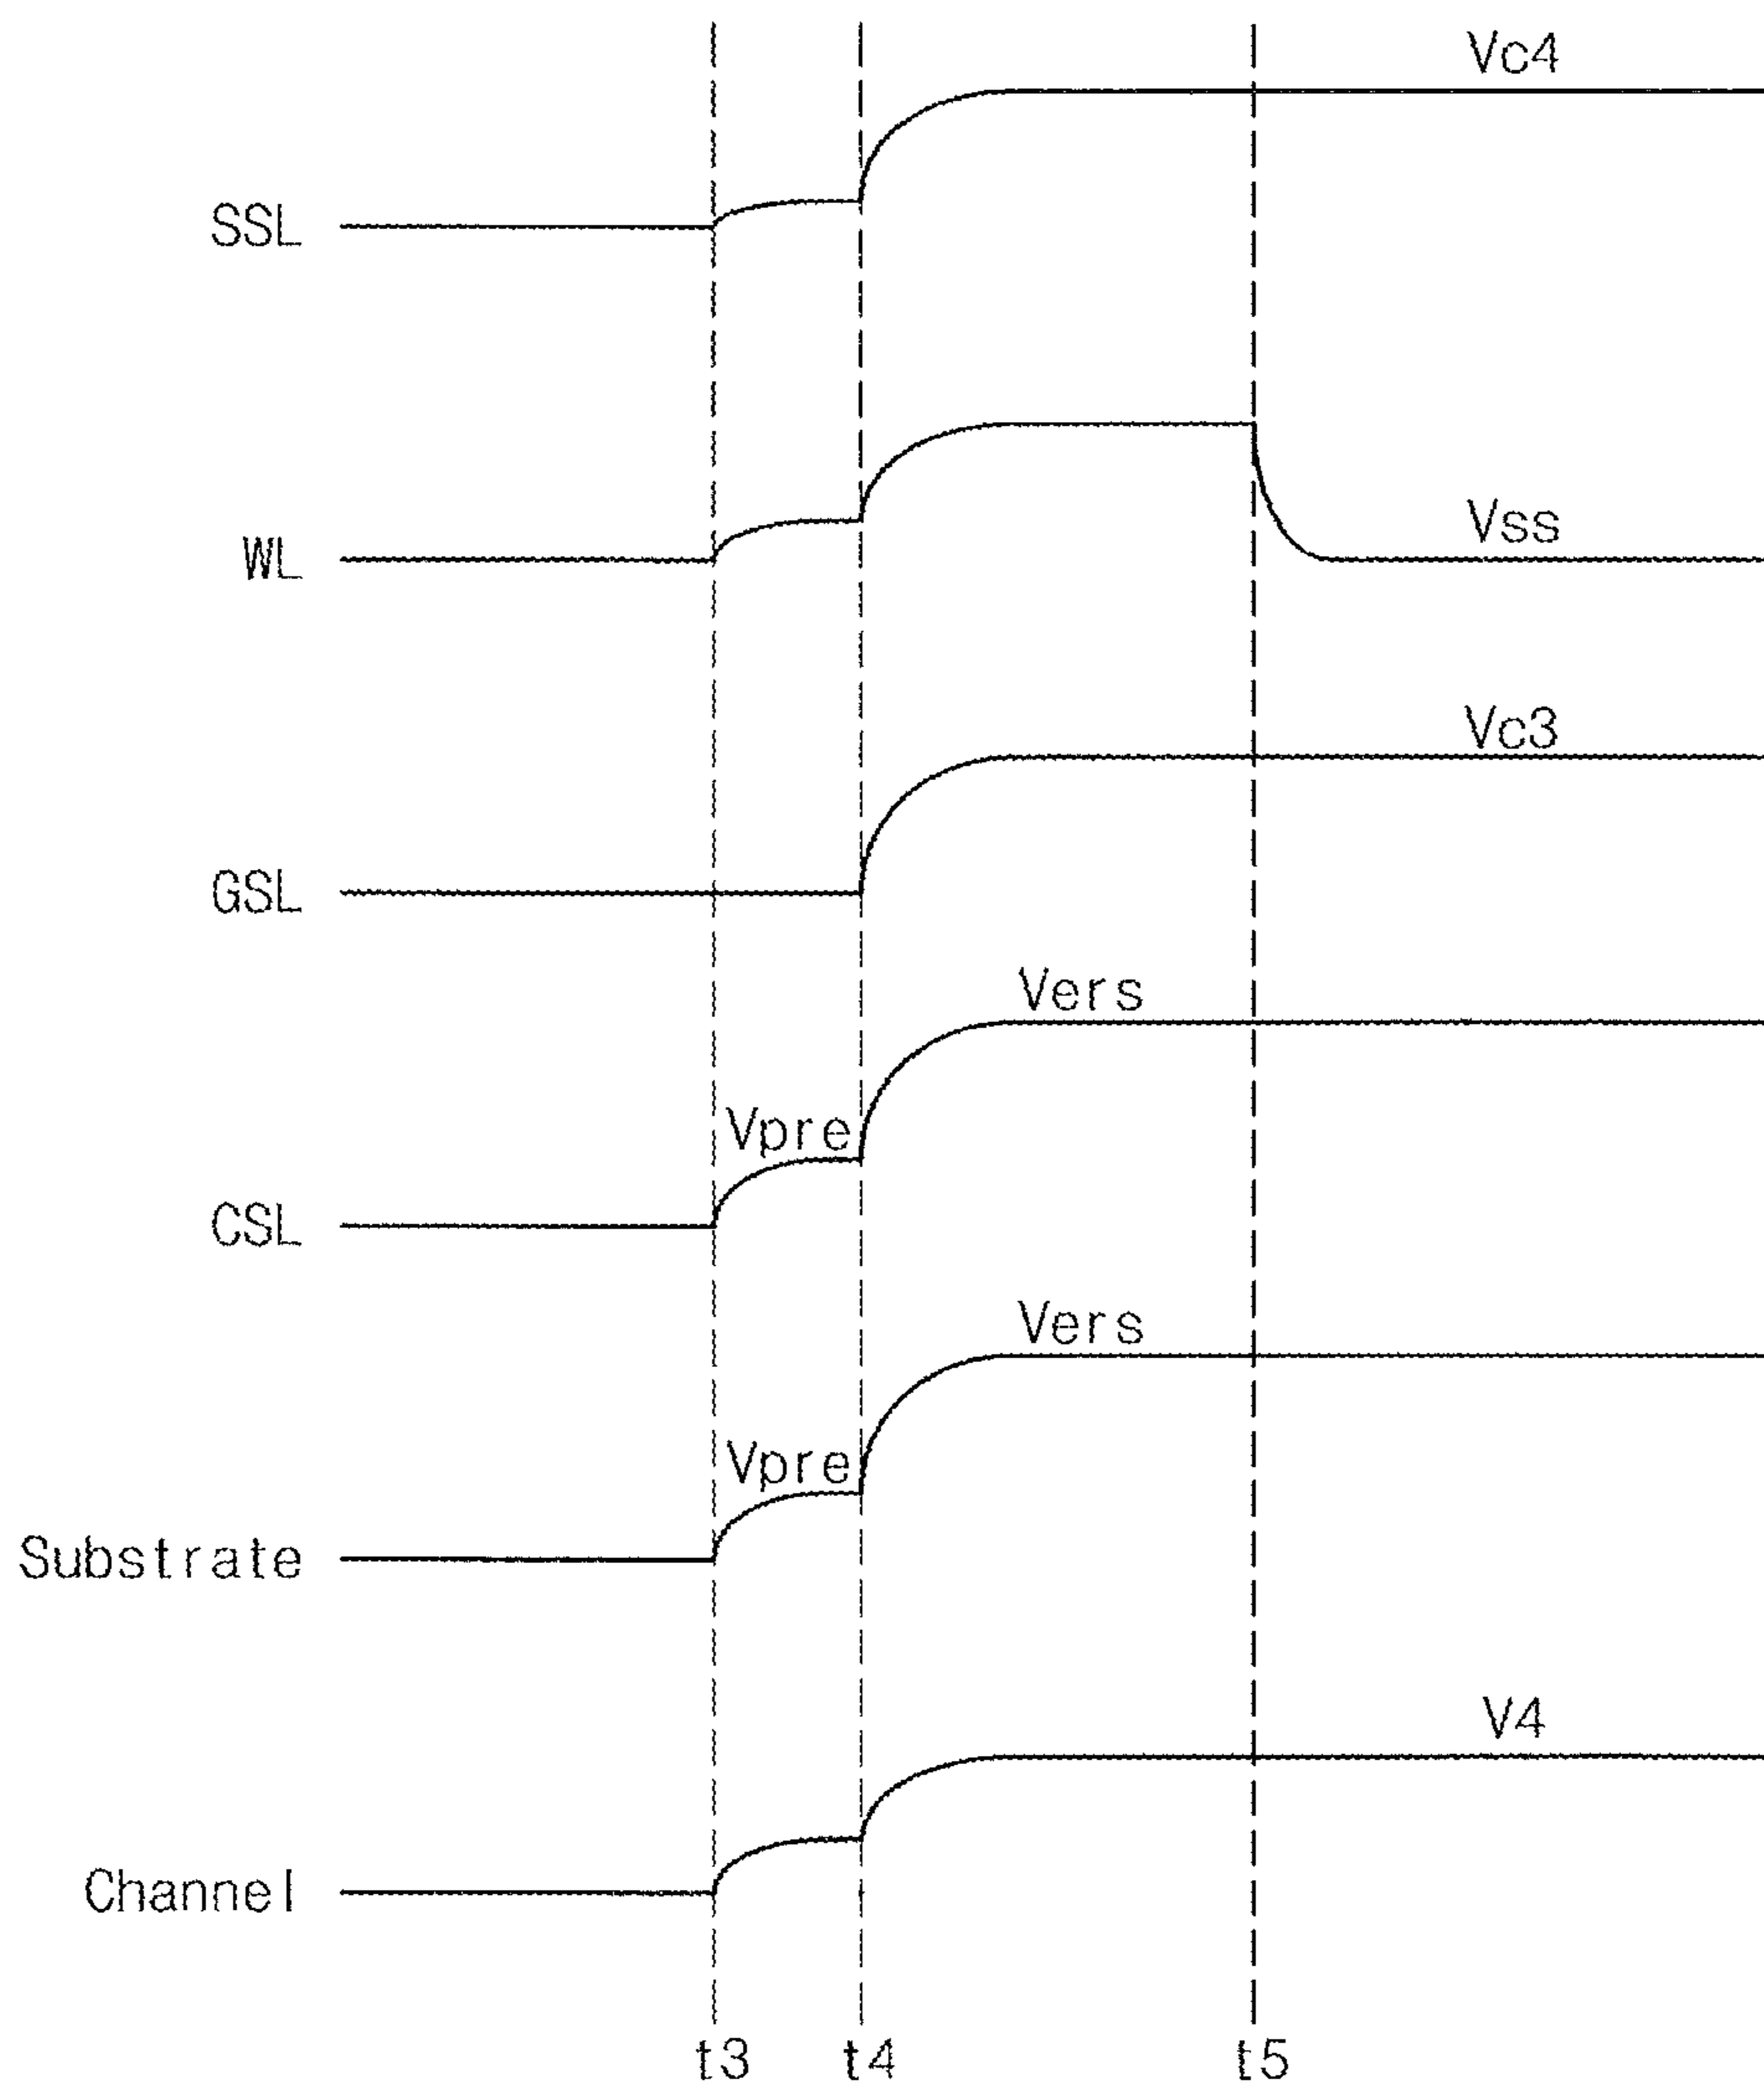 Vc4
SSL
Vss
WL
Vc3
GSL
Vers
Vpre
CSL
Vers
Vpre
Substrate
V4
Channel
t3 t4 t5